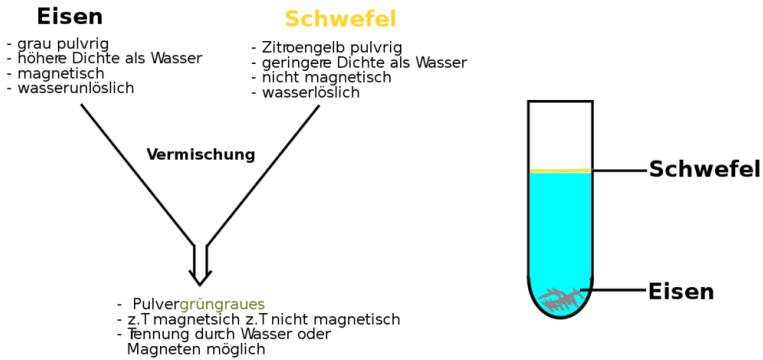 Eisen
- grau pulvrig
- höhere Dichte als Wasser
- magnetisch
- wasserunlöslich
Schwefel
- Zitroengelb pulvrig
- geringere Dichte als Wasser
- nicht magnetisch
- wasserlöslich
Vermischung
- Pulvergrüngraues
- z.T magnetsich z.T nicht magnetisch
- Tennung durch Wasser oder
Magneten möglich
Schwefel
Eisen